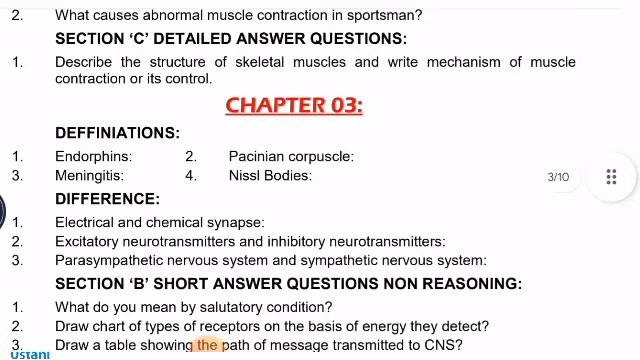 2. What causes abnormal muscle contraction in sportsman?
SECTION ‘C’ DETAILED ANSWER QUESTIONS:
1. Describe the structure of skeletal muscles and write mechanism of muscle
contraction or its control.
CHAPTER 03:
DEFFINIATIONS:
1. Endorphins: 2. Pacinian corpuscle:
3. Meningitis: 4. Nissl Bodies:
3/10
DIFFERENCE:
1. Electrical and chemical synapse:
2. Excitatory neurotransmitters and inhibitory neurotransmitters:
3. Parasympathetic nervous system and sympathetic nervous system:
SECTION ‘B’ SHORT ANSWER QUESTIONS NON REASONING:
1. What do you mean by salutatory condition?
2. Draw chart of types of receptors on the basis of energy they detect?
3. Draw a table showing the path of message transmitted to CNS?
Ustani